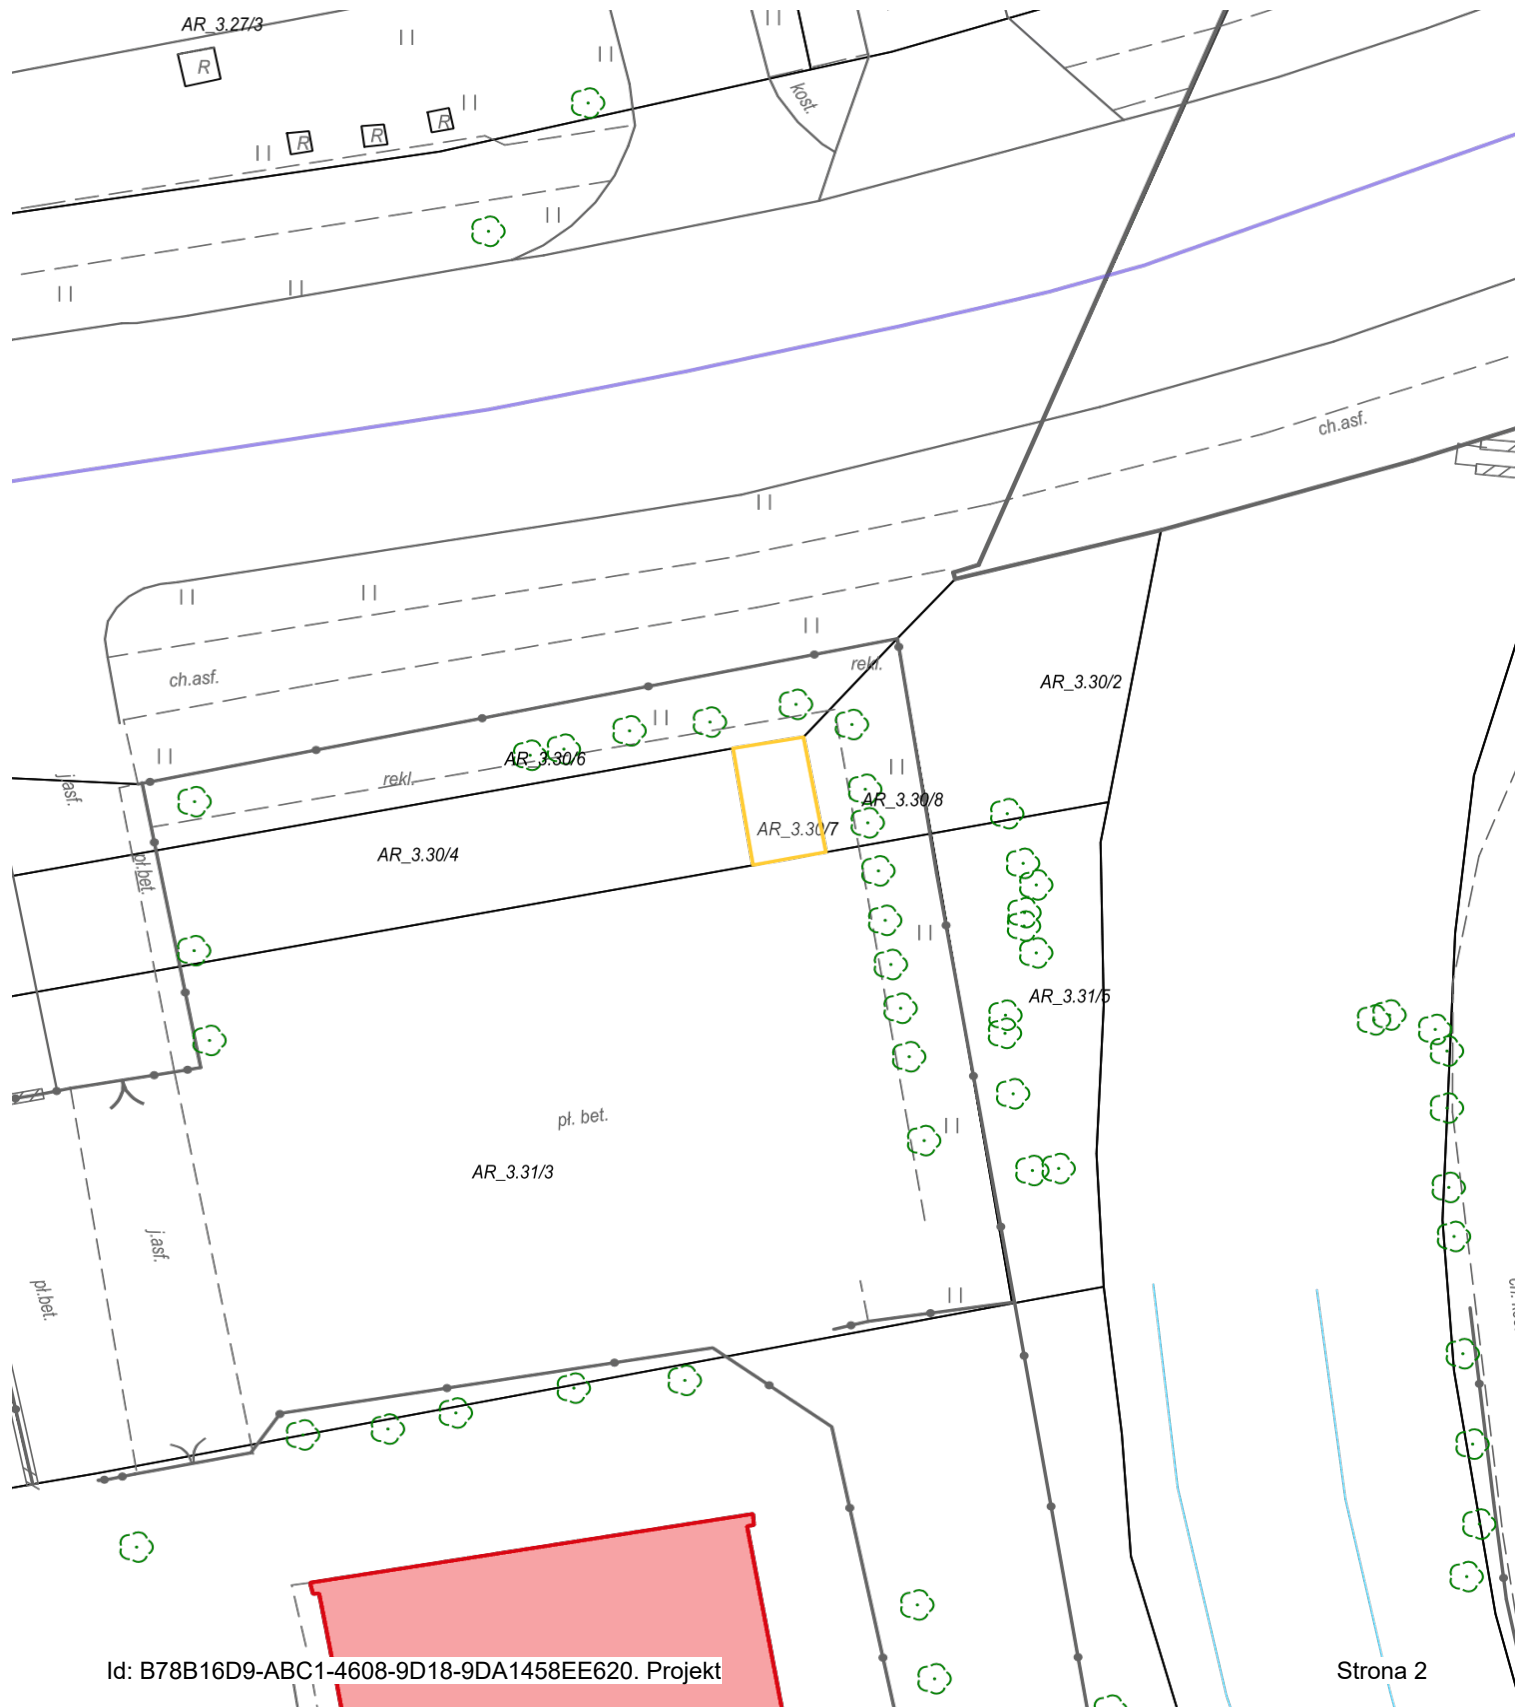 AR_3.27/3
R
kost.
R
R
R
ch.asf.
rekl.
ch.asf.
AR_3.30/2
AR_3.30/6
rekl.
j.asf.
AR_3.30/8
AR_3.30/7
AR_3.30/4
pł.bet.
AR_3.31/5
pł. bet.
AR_3.31/3
j.asf.
pł.bet.
Id: B78B16D9-ABC1-4608-9D18-9DA1458EE620. Projekt
Strona 2